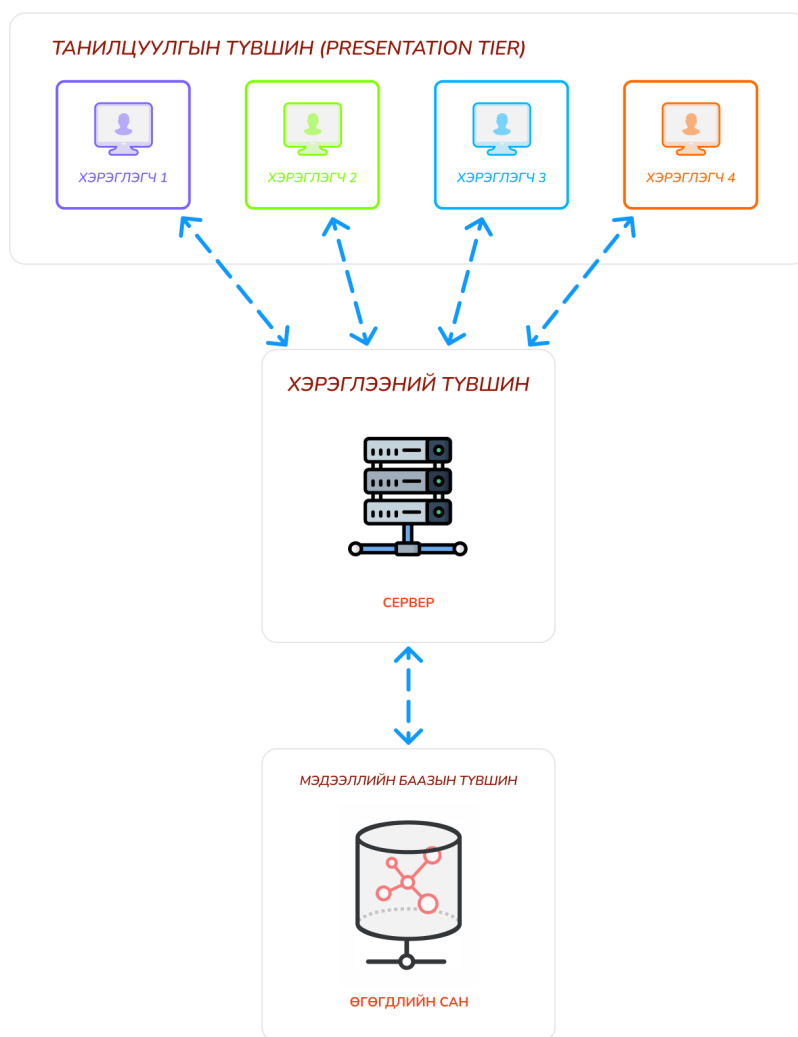 ТАНИЛЦУУЛГЫН ТҮВШИН (PRESENTATION TIER)
ХЭРЭГЛЭГЧ 1
ХЭРЭГЛЭГЧ 2
ХЭРЭГЛЭГЧ 3
ХЭРЭГЛЭГЧ 4
ХЭРЭГЛЭЭНИЙ ТҮВШИН
СЕРВЕР
МЭДЭЭЛЛИЙН БААЗЫН ТҮВШИН
ӨГӨГДЛИЙН САН